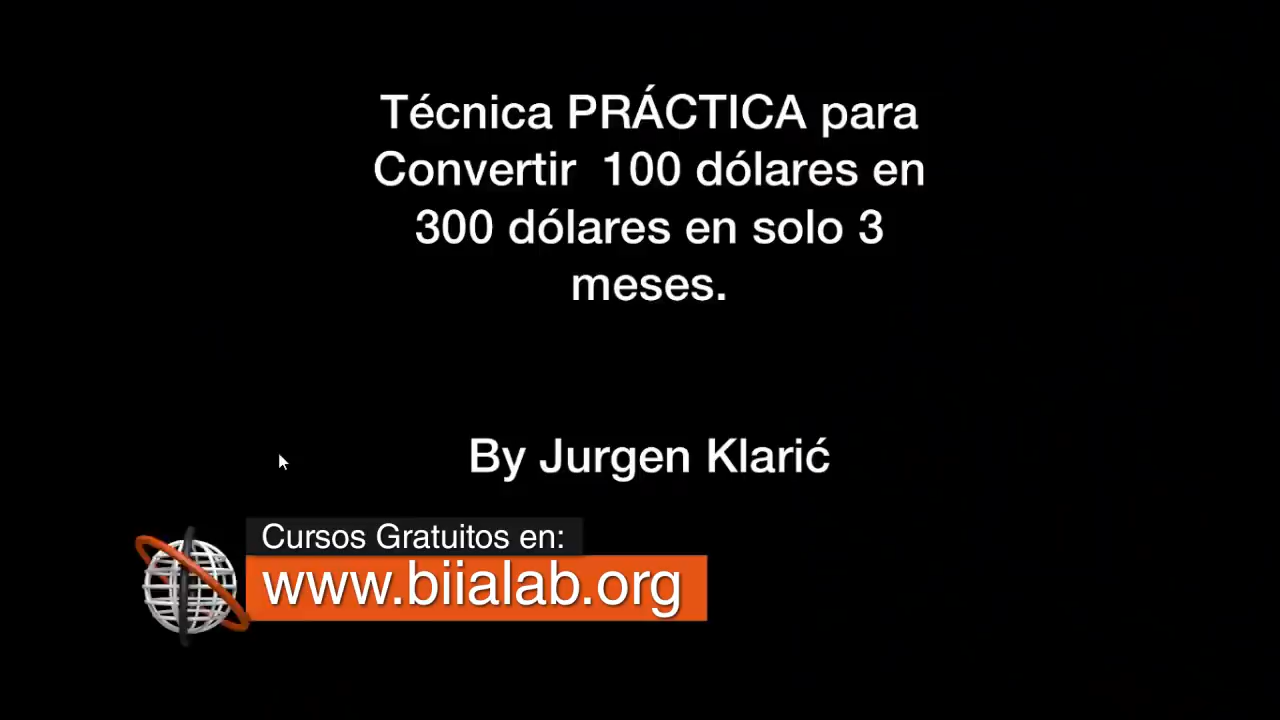 Técnica PRÁCTICA para
Convertir 100 dólares en
300 dólares en solo 3
meses.
By Jurgen Klarić
Cursos Gratuitos en:
www.biialab.org